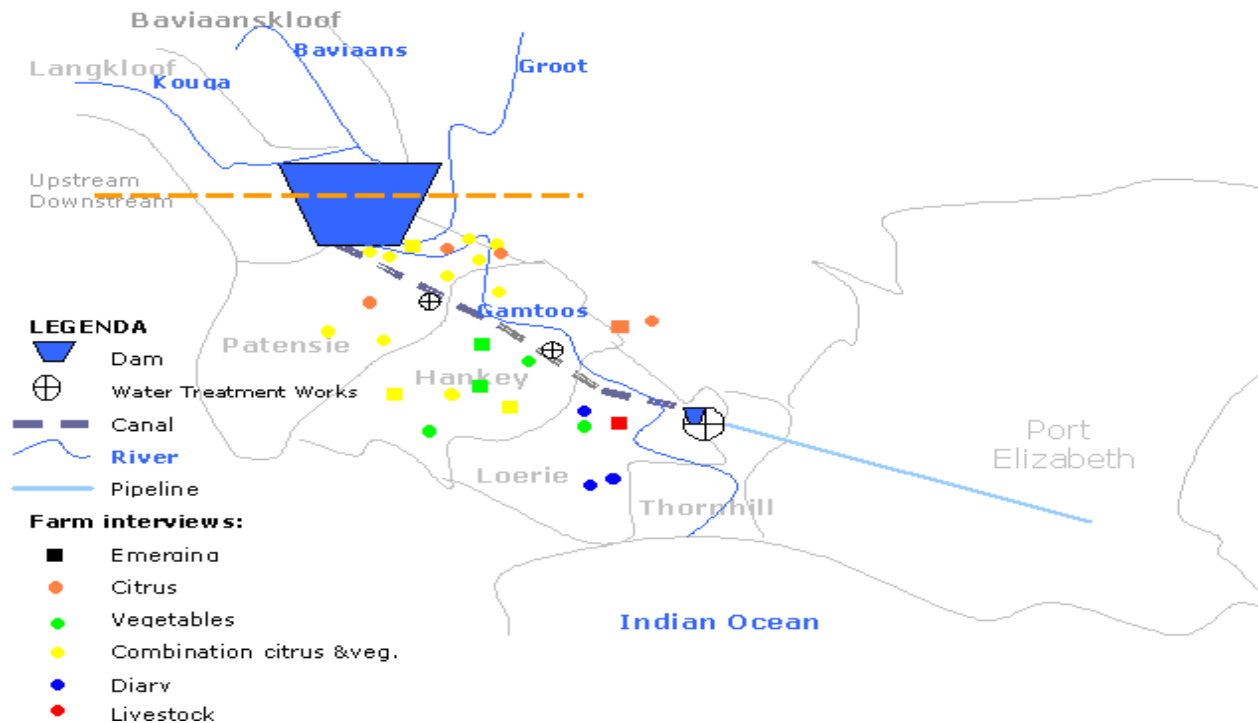 Baviaanskloof
Baviaans
Langkloof
Kouga
Groot
Upstream
Downstream
Gamtoos
LEGENDA
Dam
Patensie
Water Treatment Works
Hankey
Canal
River
Port
Elizabeth
Pipeline
Loerie
Thornhill
Farm interviews:
Emerging
Citrus
Vegetables
Indian Ocean
Combination citrus &veg.
Diary
Livestock